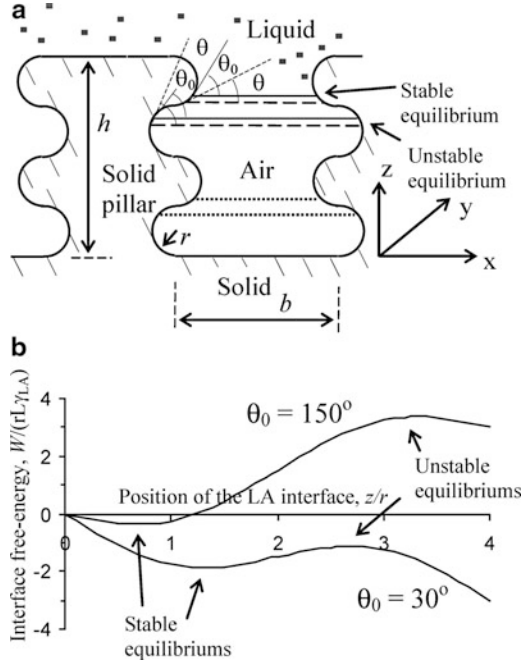 a
Liquid
θ
θ₀
θ₀
θ
Stable
equilibrium
h
Solid
pillar
Air
Unstable
equilibrium
z
y
x
r
Solid
b
b
Interface free-energy, W/(rLγ_LA)
4
2
0
-2
-4
θ₀ = 150°
Unstable
equilibriums
Position of the LA interface, z/r
0
1
2
3
4
θ₀ = 30°
Stable
equilibriums